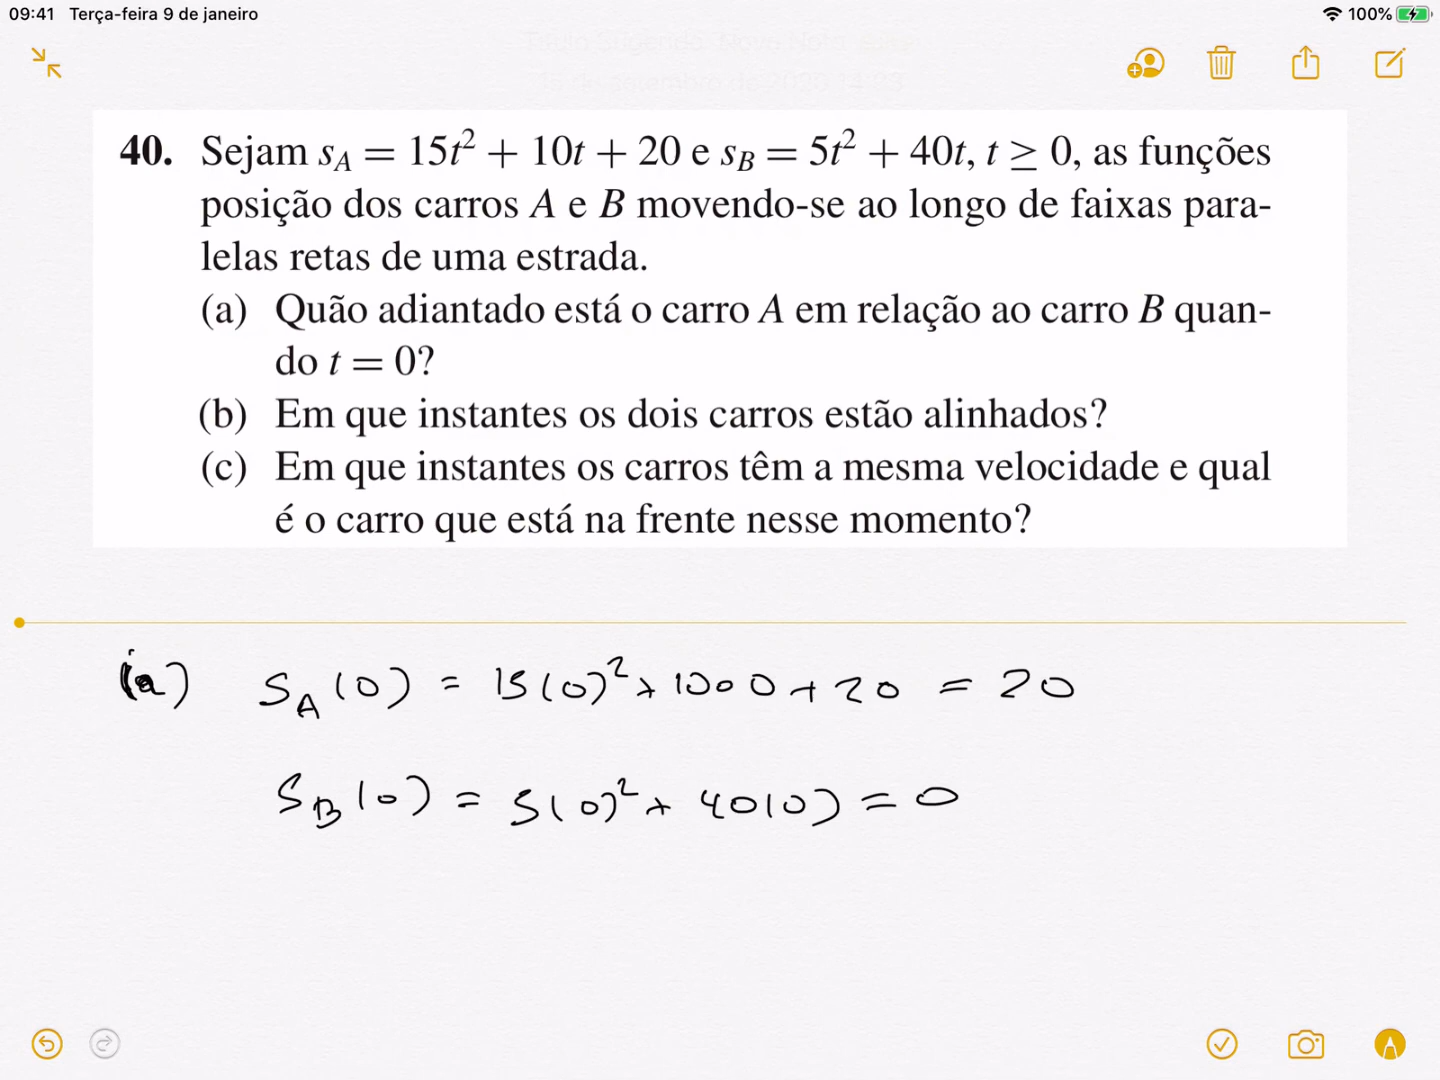 09:41 Terça-feira 9 de janeiro 100%
40. Sejam s_A = 15t² + 10t + 20 e s_B = 5t² + 40t, t ≥ 0, as funções
posição dos carros A e B movendo-se ao longo de faixas para-
lelas retas de uma estrada.
(a) Quão adiantado está o carro A em relação ao carro B quan-
do t = 0?
(b) Em que instantes os dois carros estão alinhados?
(c) Em que instantes os carros têm a mesma velocidade e qual
é o carro que está na frente nesse momento?
(a) S_A(0) = 15(0)² + 10(0) + 20 = 20
S_B(0) = 5(0)² + 40(0) = 0